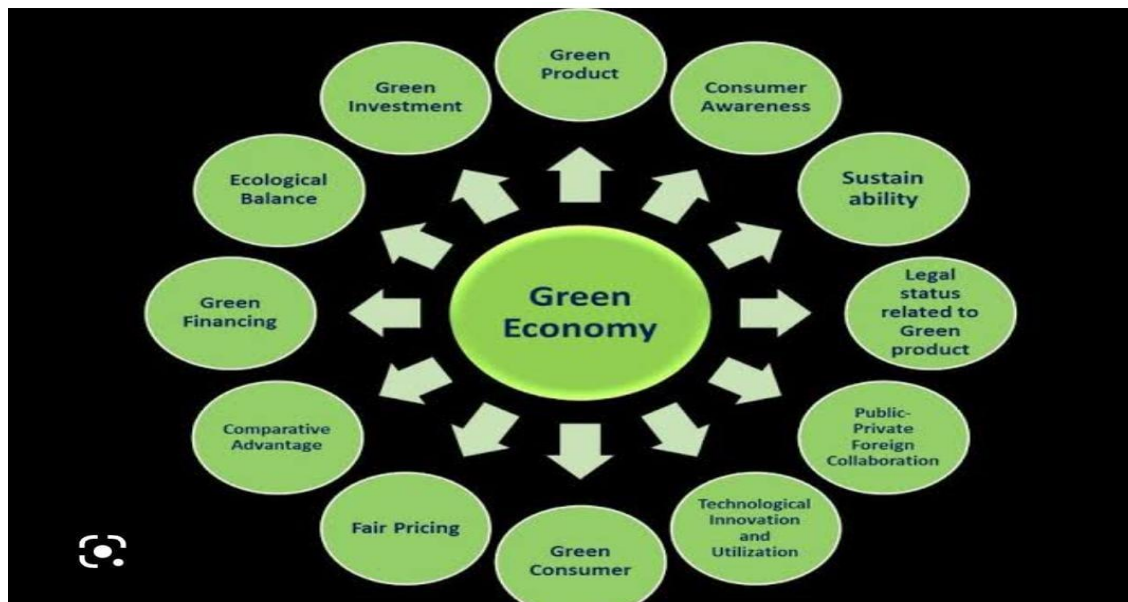 Green
Economy
Green
Product
Consumer
Awareness
Sustain
ability
Legal
status
related to
Green
product
Public-
Private
Foreign
Collaboration
Technological
Innovation
and
Utilization
Green
Consumer
Fair Pricing
Comparative
Advantage
Green
Financing
Ecological
Balance
Green
Investment